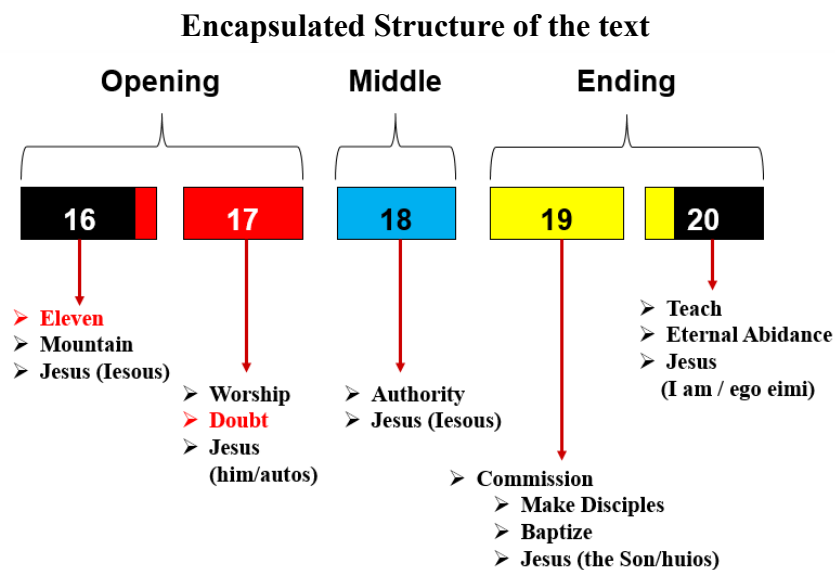 Encapsulated Structure of the text
Opening
Middle
Ending
16
17
18
19
20
➢ Eleven
➢ Mountain
➢ Jesus (Iesous)
➢ Worship
➢ Doubt
➢ Jesus
(him/autos)
➢ Authority
➢ Jesus (Iesous)
➢ Commission
➢ Make Disciples
➢ Baptize
➢ Jesus (the Son/huios)
➢ Teach
➢ Eternal Abidance
➢ Jesus
(I am / ego eimi)